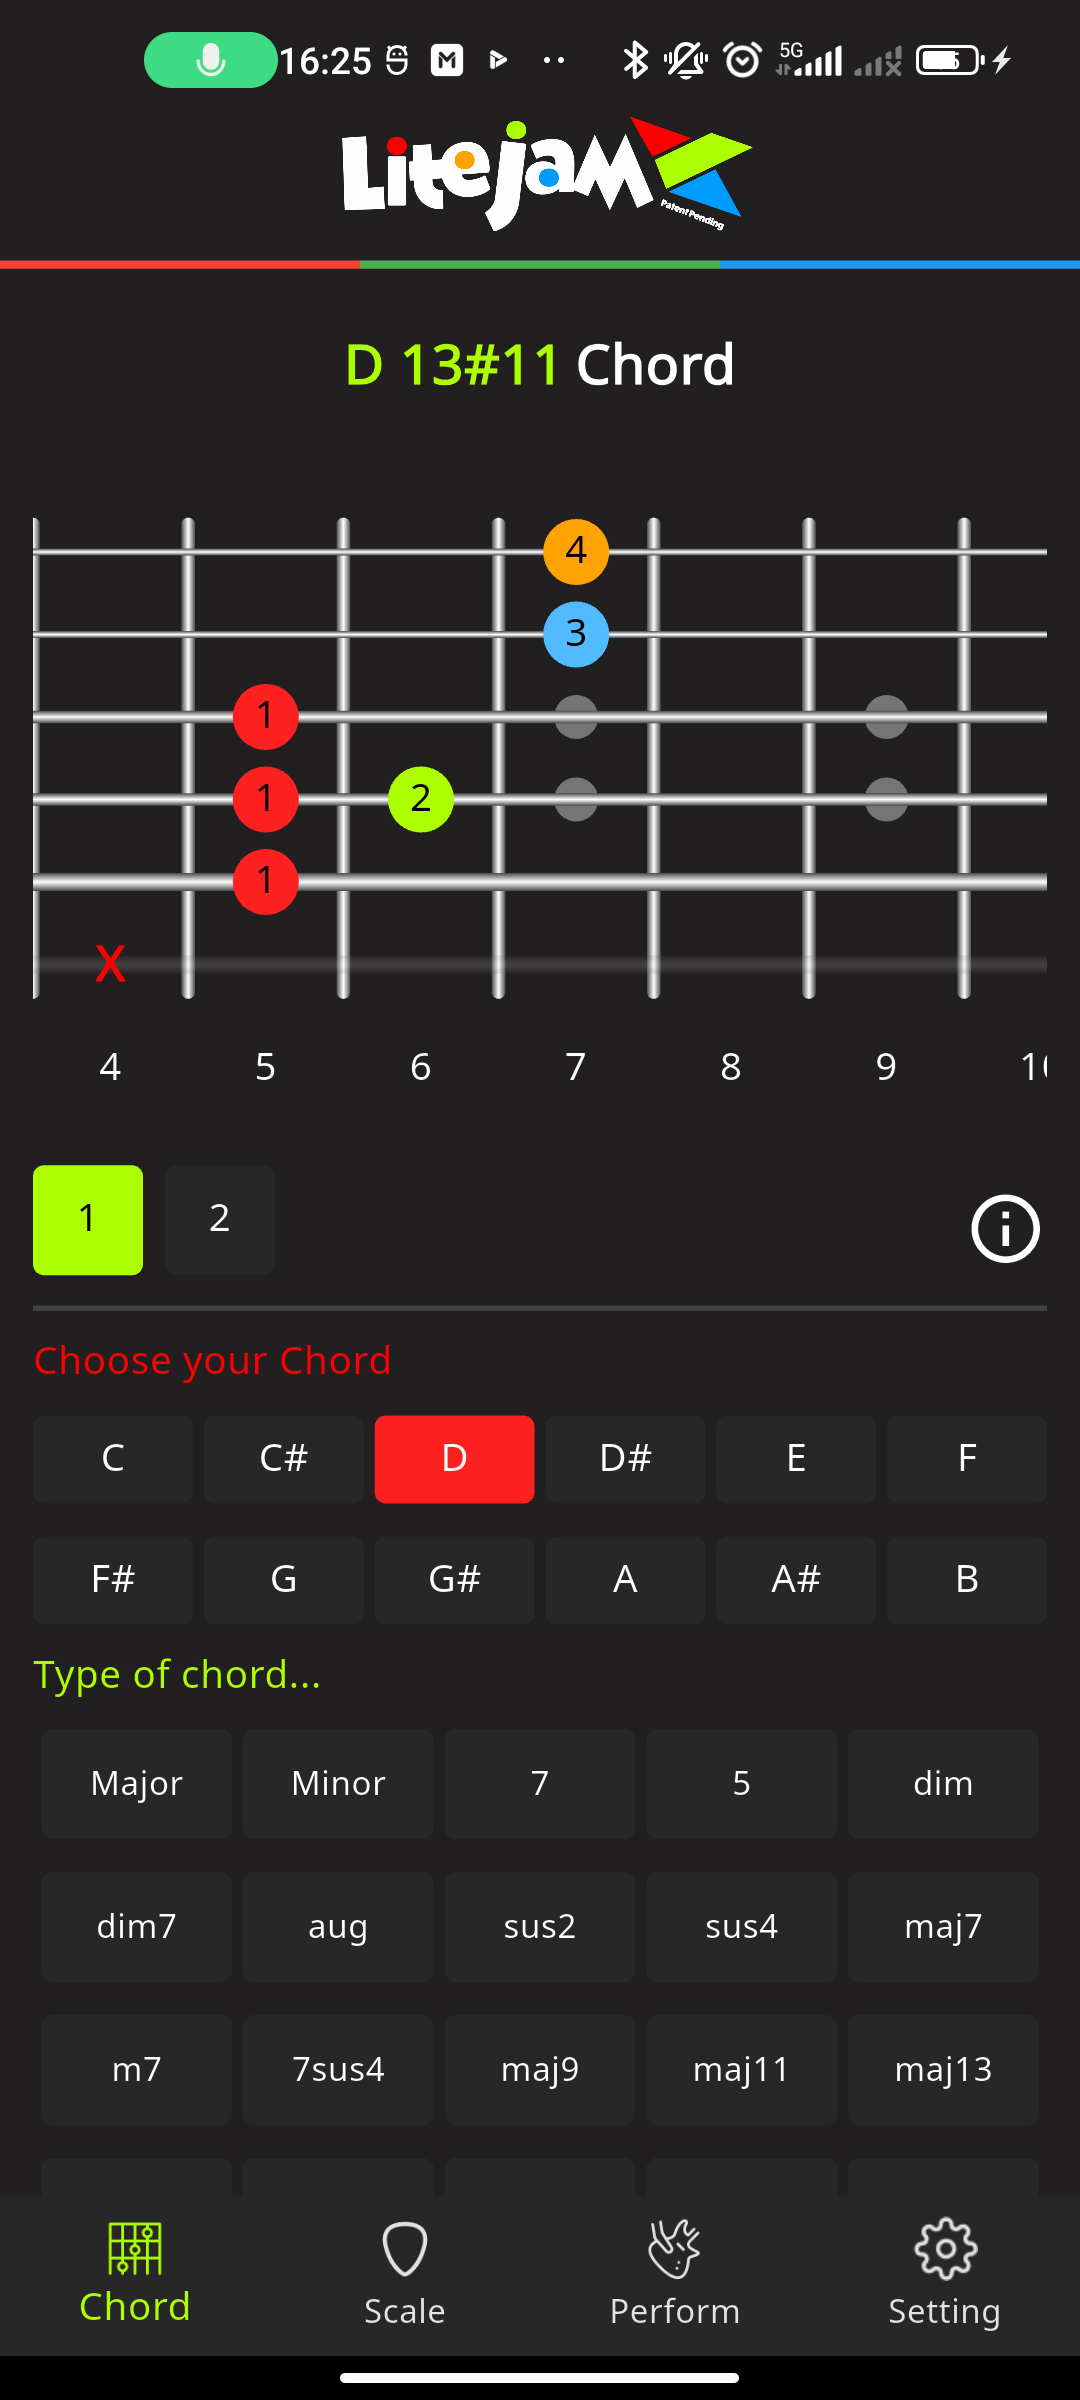 16:25 5G
LiteJam
Patent Pending
D 13#11 Chord
4
3
1
1 2
1
X
4 5 6 7 8 9
1 2
Choose your Chord
C C# D D# E F
F# G G# A A# B
Type of chord...
Major Minor 7 5 dim
dim7 aug sus2 sus4 maj7
m7 7sus4 maj9 maj11 maj13
Chord Scale Perform Setting